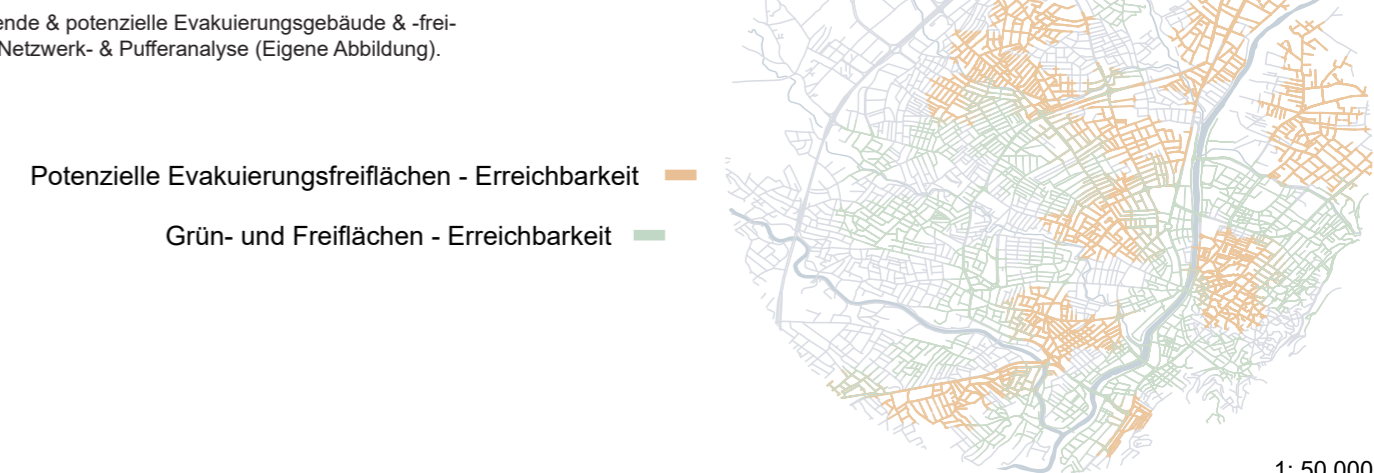 ende & potenzielle Evakuierungsgebäude & -frei-
Netzwerk- & Pufferanalyse (Eigene Abbildung).
Potenzielle Evakuierungsfreiflächen - Erreichbarkeit
Grün- und Freiflächen - Erreichbarkeit
1: 50.000